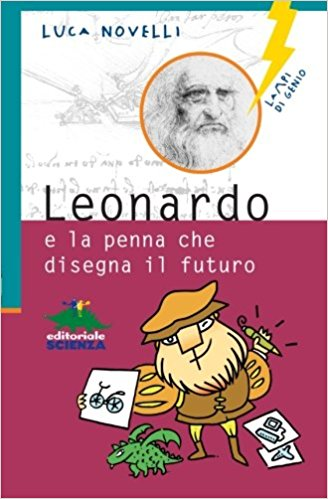 LUCA NOVELLI
LAMPI
DI GENIO
Leonardo
e la penna che
disegna il futuro
editoriale
SCIENZA